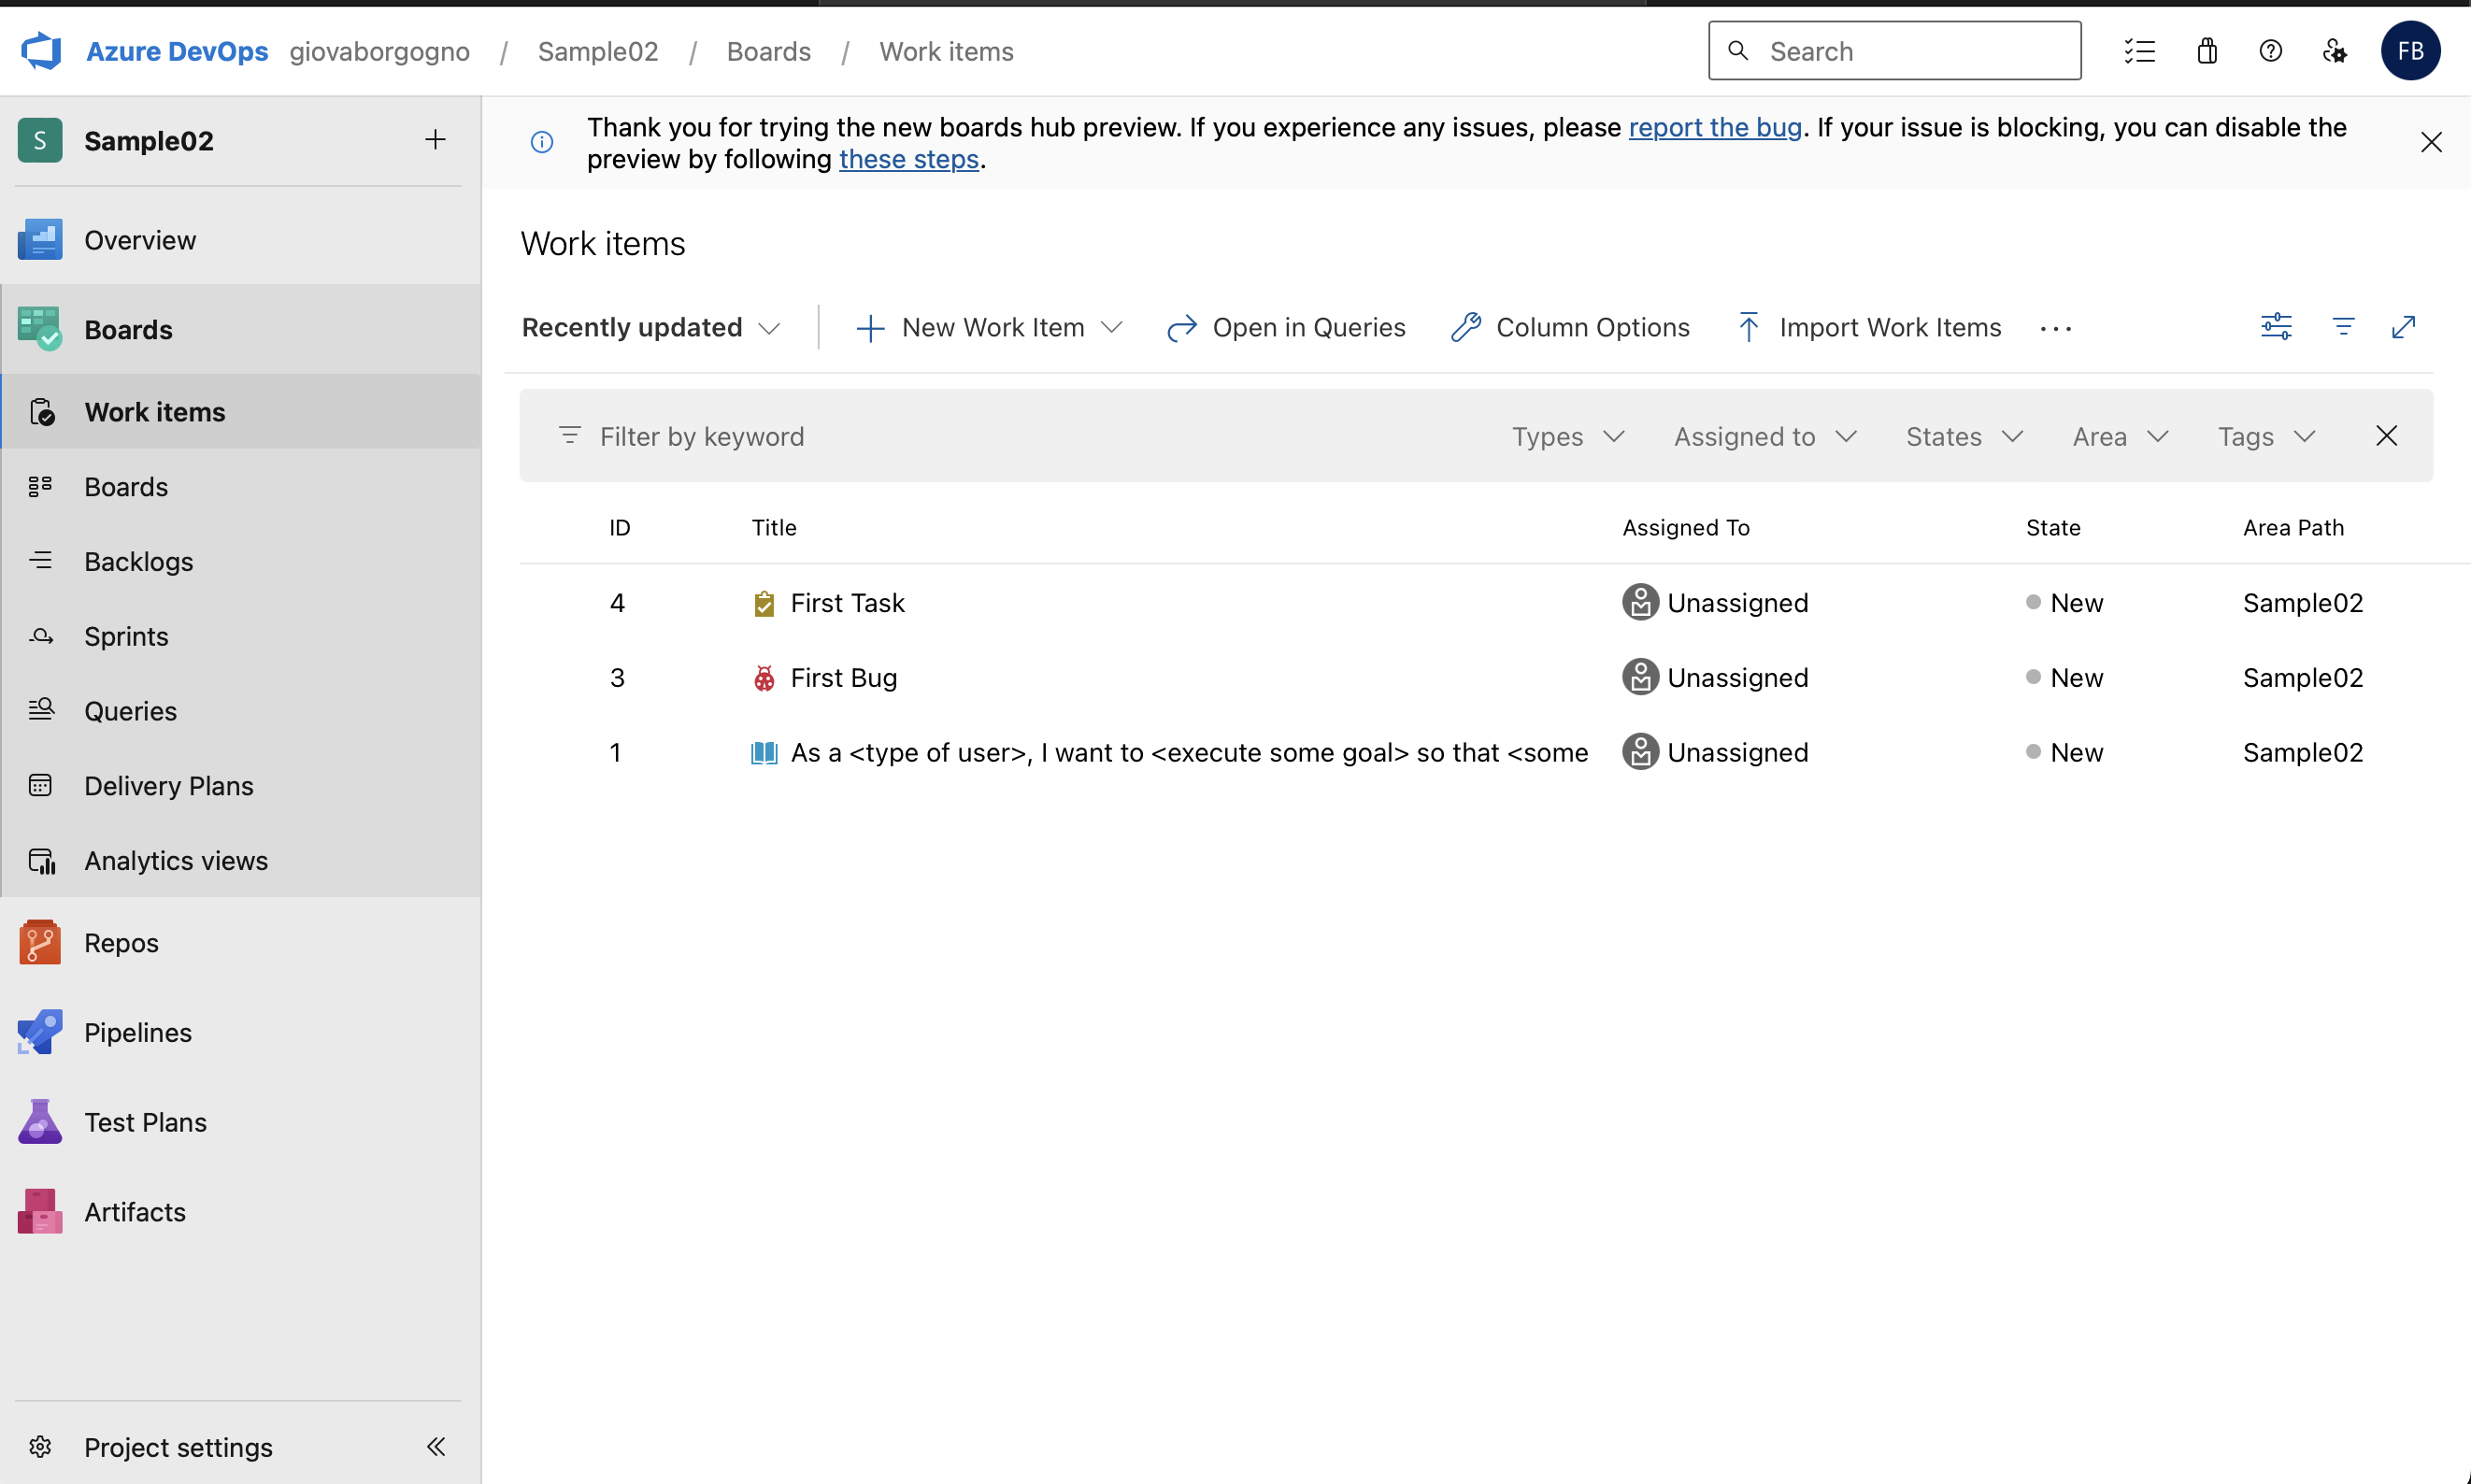 Azure DevOps giovaborgogno / Sample02 / Boards / Work items
Search
FB
S Sample02
Overview
Boards
Work items
Boards
Backlogs
Sprints
Queries
Delivery Plans
Analytics views
Repos
Pipelines
Test Plans
Artifacts
Project settings
Thank you for trying the new boards hub preview. If you experience any issues, please report the bug. If your issue is blocking, you can disable the
preview by following these steps.
Work items
Recently updated New Work Item Open in Queries Column Options Import Work Items
Filter by keyword Types Assigned to States Area Tags
ID Title Assigned To State Area Path
4 First Task Unassigned New Sample02
3 First Bug Unassigned New Sample02
1 As a <type of user>, I want to <execute some goal> so that <some Unassigned New Sample02